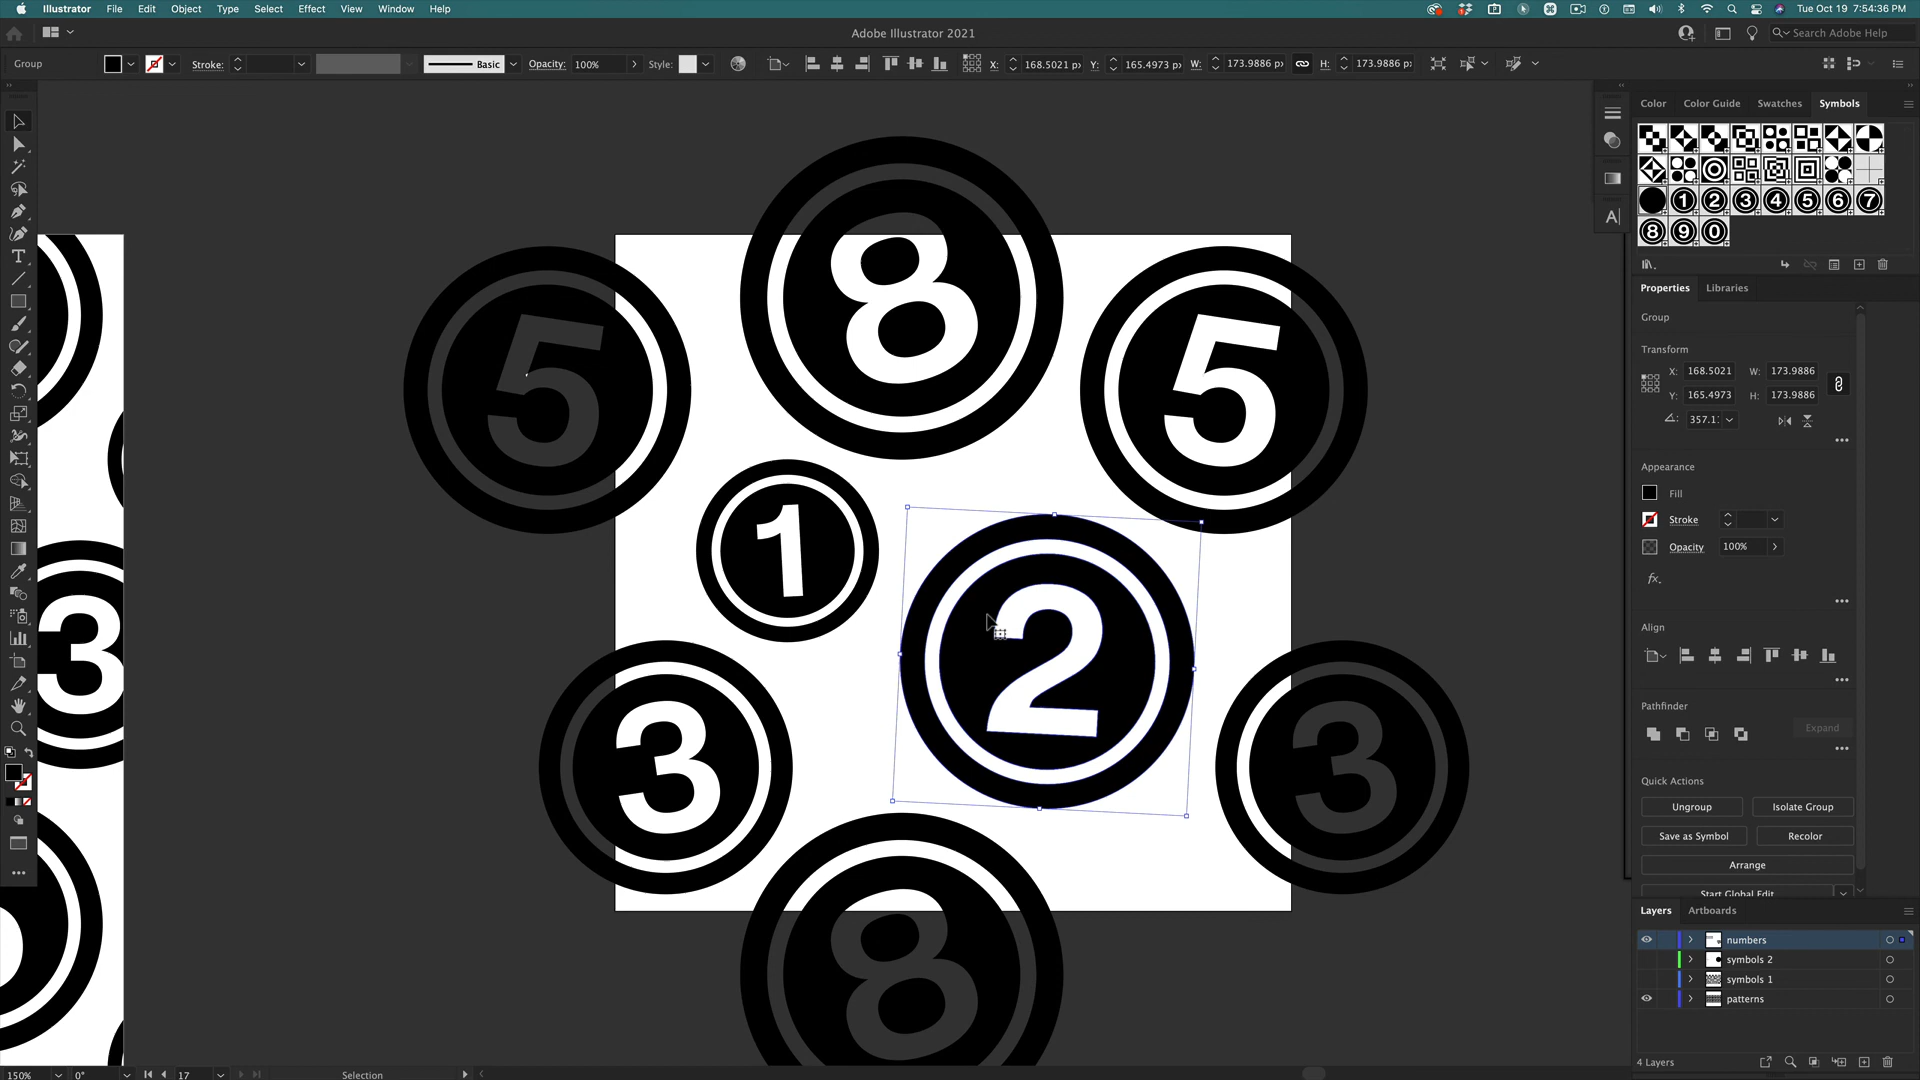 Illustrator File Edit Object Type Select Effect View Window Help
Tue Oct 19 7:54:36 PM
Adobe Illustrator 2021
Search Adobe Help
Group
Stroke:
Basic
Opacity: 100%
Style:
X: 168.5021 px
Y: 165.4973 px
W: 173.9886 px
H: 173.9886 px
Color Color Guide Swatches Symbols
1 2 3 4 5 6 7
8 9 0
Properties Libraries
Group
Transform
X: 168.5021 W: 173.9886
Y: 165.4973 H: 173.9886
357.1
Appearance
Fill
Stroke
Opacity 100%
fx.
Align
Pathfinder
Expand
Quick Actions
Ungroup Isolate Group
Save as Symbol Recolor
Arrange
Start Global Edit
Layers Artboards
numbers
symbols 2
symbols 1
patterns
4 Layers
8
5
5
1
2
3
3
3
8
150% 0° 17 Selection